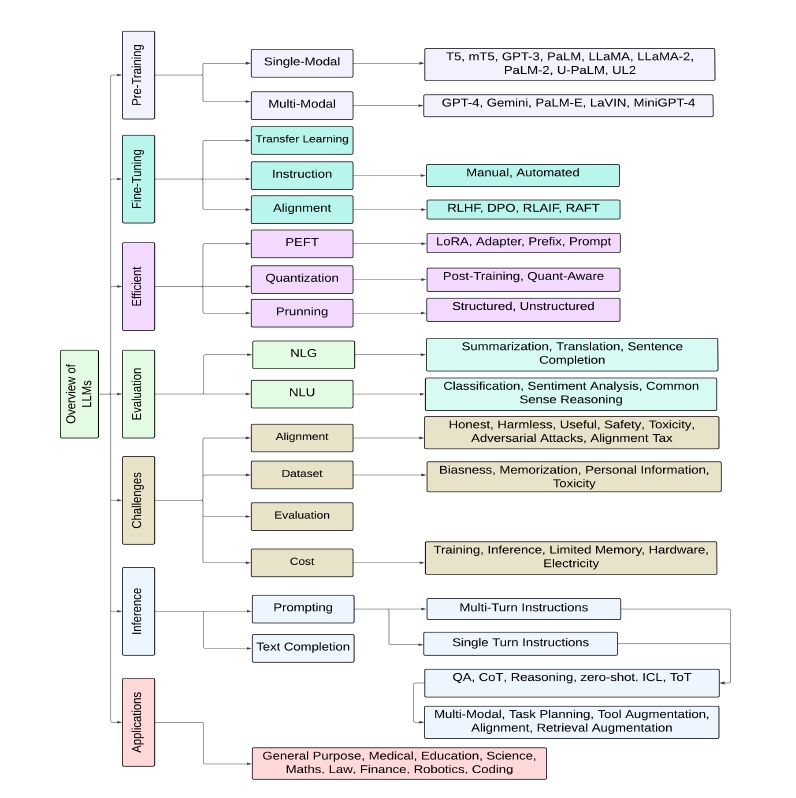 Overview of
LLMs
Pre-Training
Single-Modal
T5, mT5, GPT-3, PaLM, LLaMA, LLaMA-2,
PaLM-2, U-PaLM, UL2
Multi-Modal
GPT-4, Gemini, PaLM-E, LaVIN, MiniGPT-4
Fine-Tuning
Transfer Learning
Instruction
Manual, Automated
Alignment
RLHF, DPO, RLAIF, RAFT
Efficient
PEFT
LoRA, Adapter, Prefix, Prompt
Quantization
Post-Training, Quant-Aware
Prunning
Structured, Unstructured
Evaluation
NLG
Summarization, Translation, Sentence
Completion
NLU
Classification, Sentiment Analysis, Common
Sense Reasoning
Challenges
Alignment
Honest, Harmless, Useful, Safety, Toxicity,
Adversarial Attacks, Alignment Tax
Dataset
Biasness, Memorization, Personal Information,
Toxicity
Evaluation
Cost
Training, Inference, Limited Memory, Hardware,
Electricity
Inference
Prompting
Multi-Turn Instructions
Text Completion
Single Turn Instructions
QA, CoT, Reasoning, zero-shot. ICL, ToT
Multi-Modal, Task Planning, Tool Augmentation,
Alignment, Retrieval Augmentation
Applications
General Purpose, Medical, Education, Science,
Maths, Law, Finance, Robotics, Coding